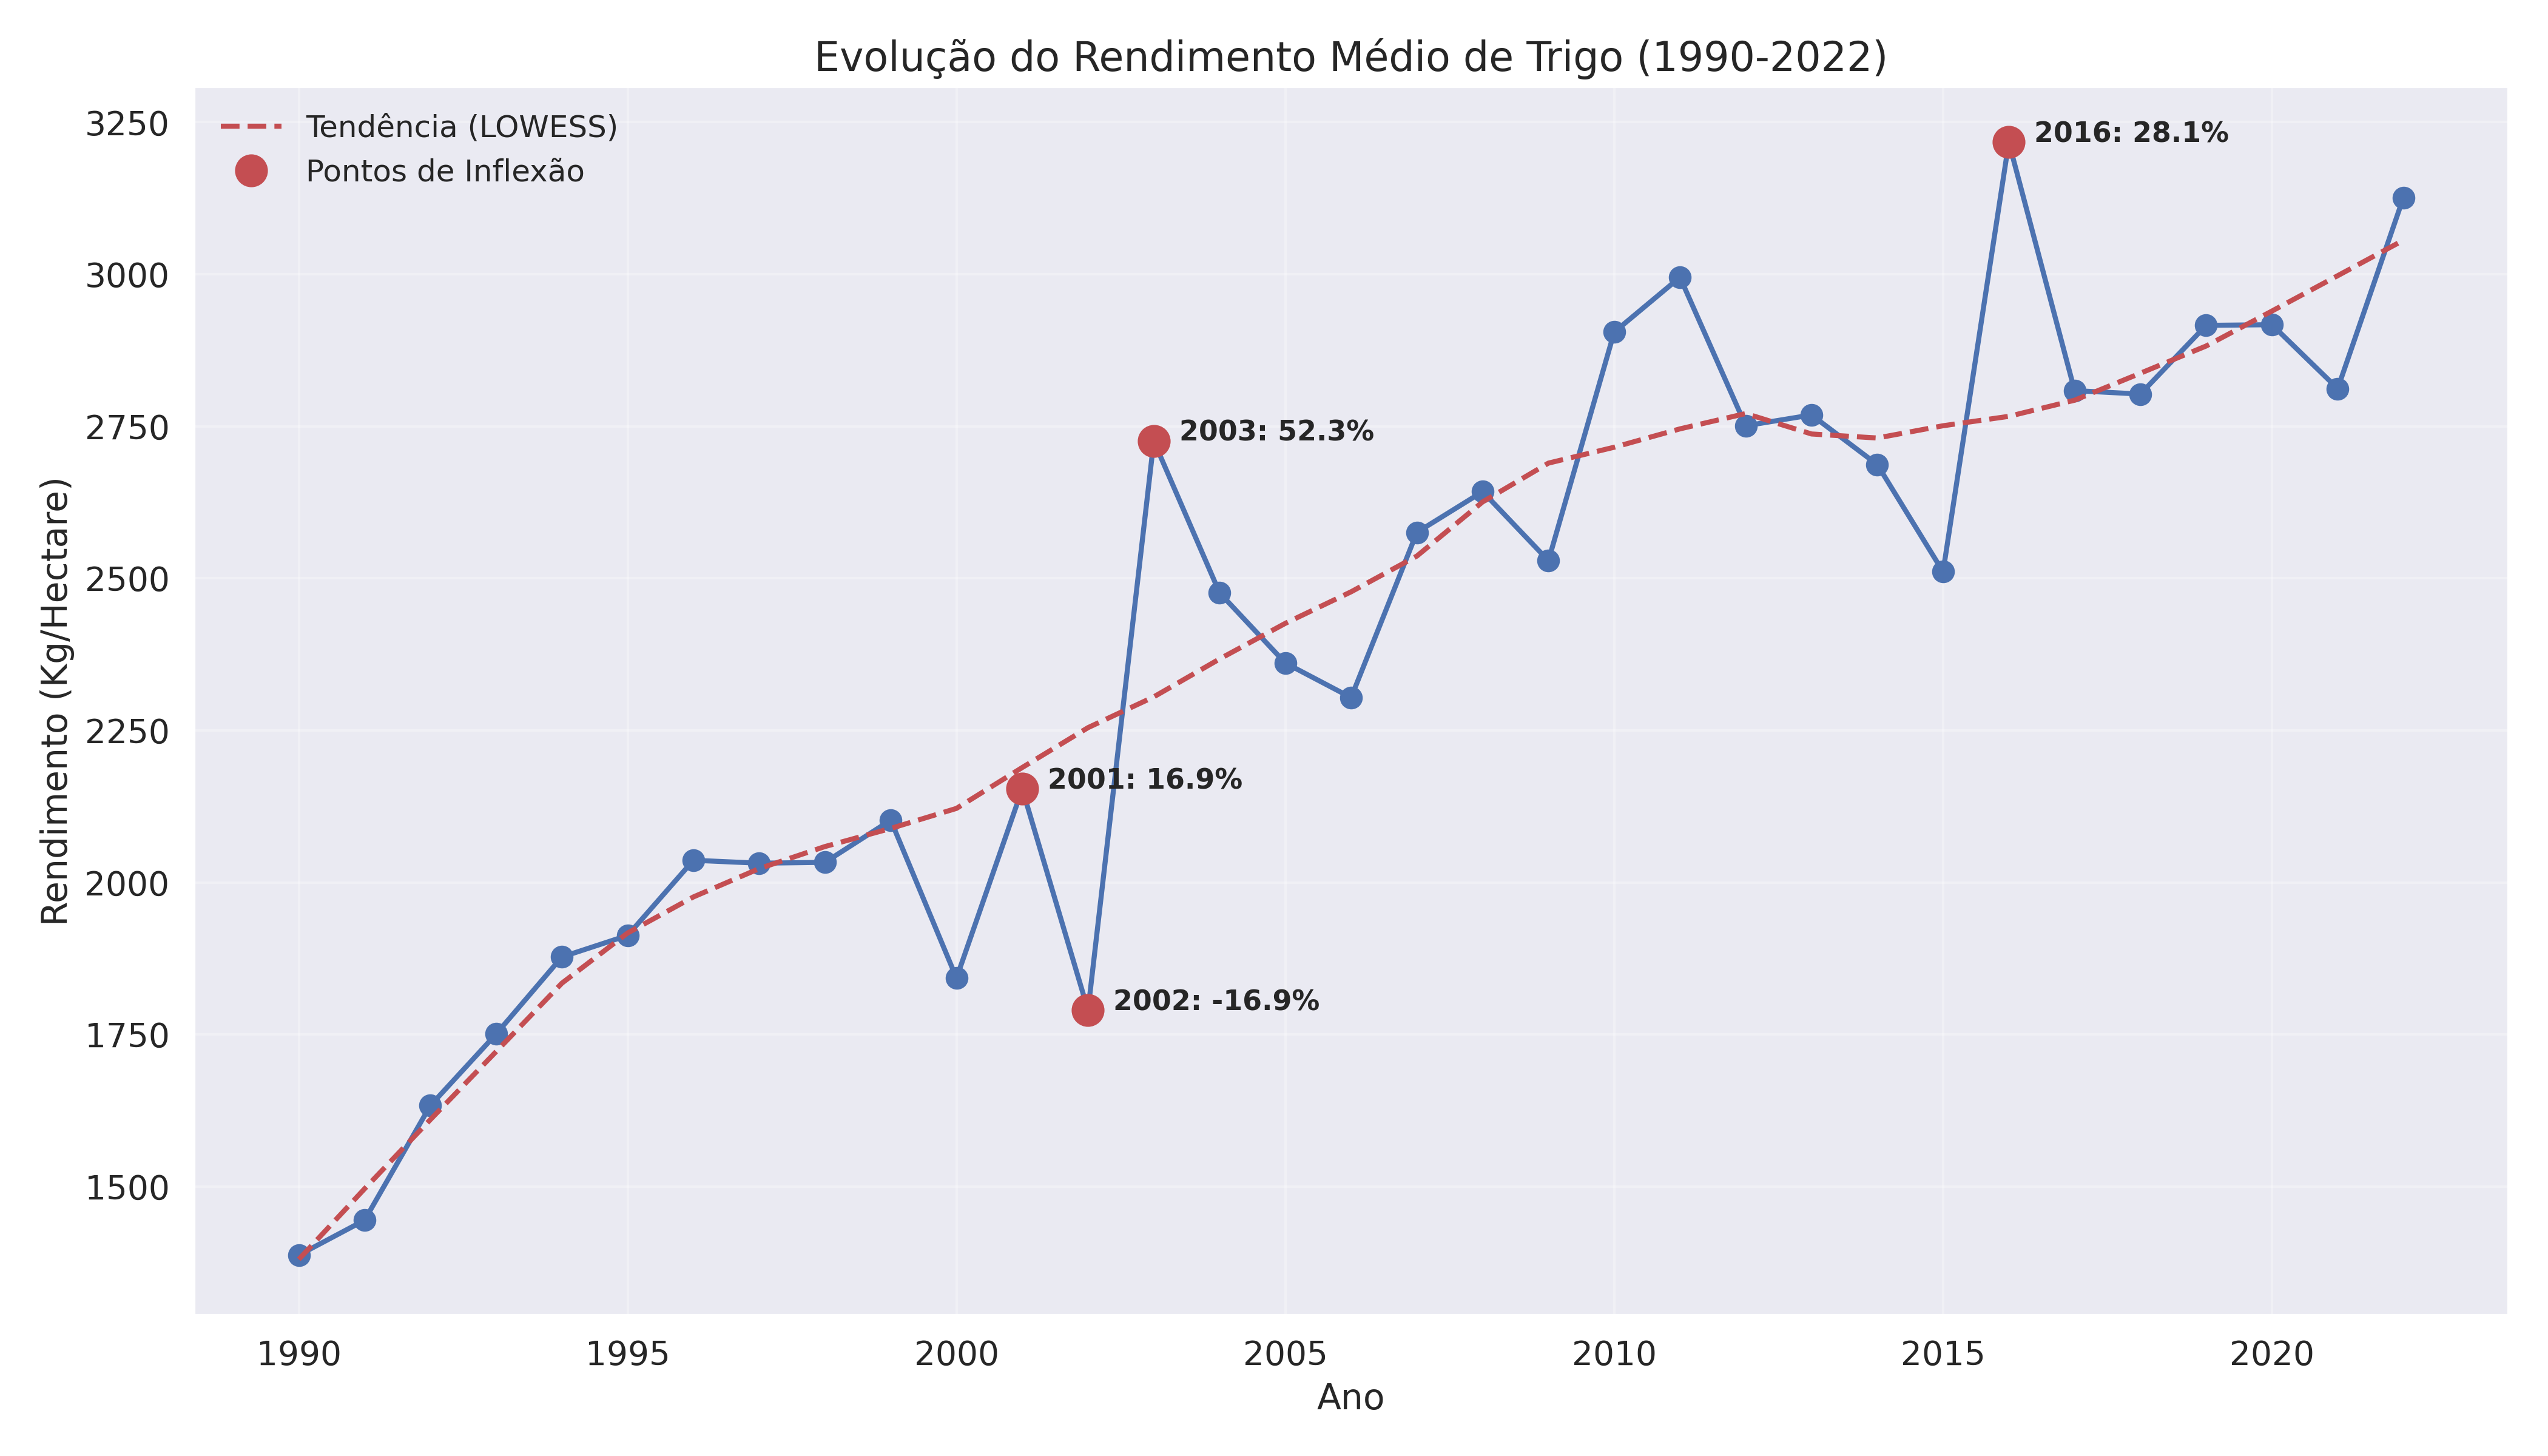 Evolução do Rendimento Médio de Trigo (1990-2022)
Tendência (LOWESS)
Pontos de Inflexão
3250
3000
2750
2500
2250
2000
1750
1500
Rendimento (Kg/Hectare)
2016: 28.1%
2003: 52.3%
2001: 16.9%
2002: -16.9%
1990 1995 2000 2005 2010 2015 2020
Ano